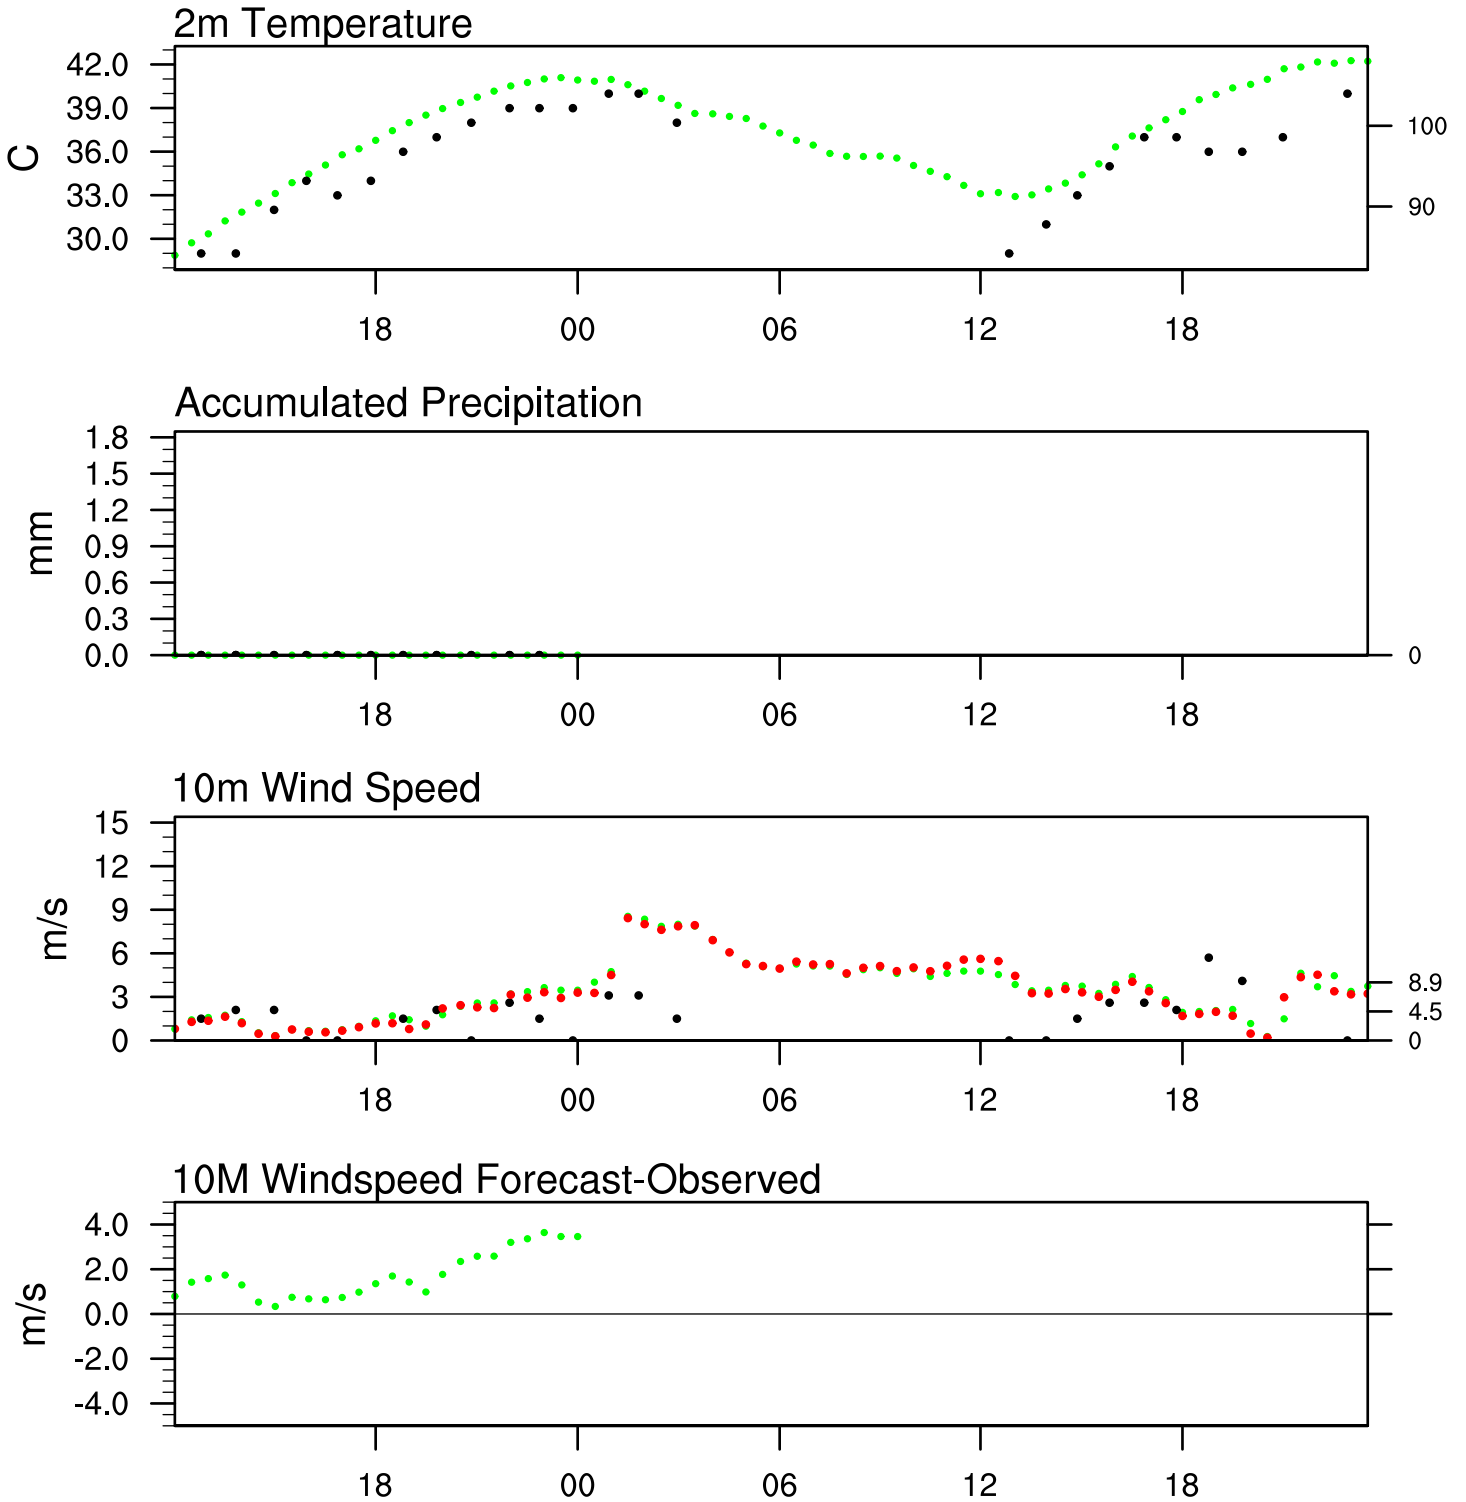 2m Temperature
42.0
39.0
36.0
33.0
30.0
C
100
90
18 00 06 12 18
Accumulated Precipitation
1.8
1.5
1.2
0.9
0.6
0.3
0.0
mm
0
18 00 06 12 18
10m Wind Speed
15
12
9
6
3
0
m/s
8.9
4.5
0
18 00 06 12 18
10M Windspeed Forecast-Observed
4.0
2.0
0.0
-2.0
-4.0
m/s
18 00 06 12 18